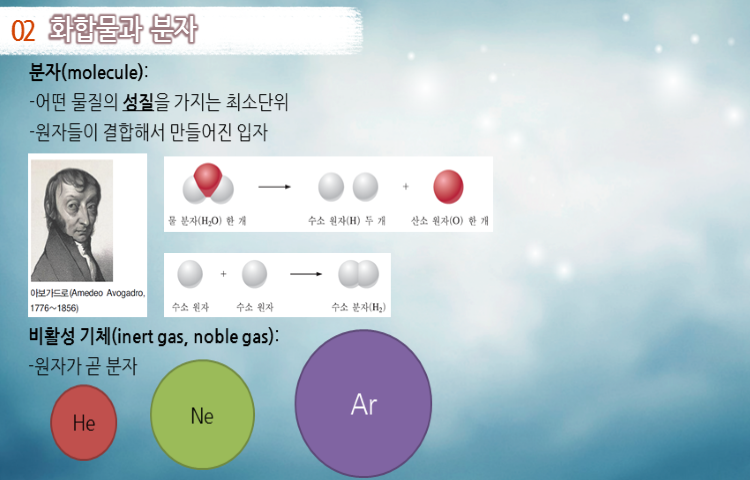 02 화합물과 분자
분자(molecule):
-어떤 물질의 성질을 가지는 최소단위
-원자들이 결합해서 만들어진 입자
물 분자(H₂O) 한 개
수소 원자(H) 두 개
+
산소 원자(O) 한 개
수소 원자
+
수소 원자
수소 분자(H₂)
아보가드로(Amedeo Avogadro,
1776~1856)
비활성 기체(inert gas, noble gas):
-원자가 곧 분자
He
Ne
Ar